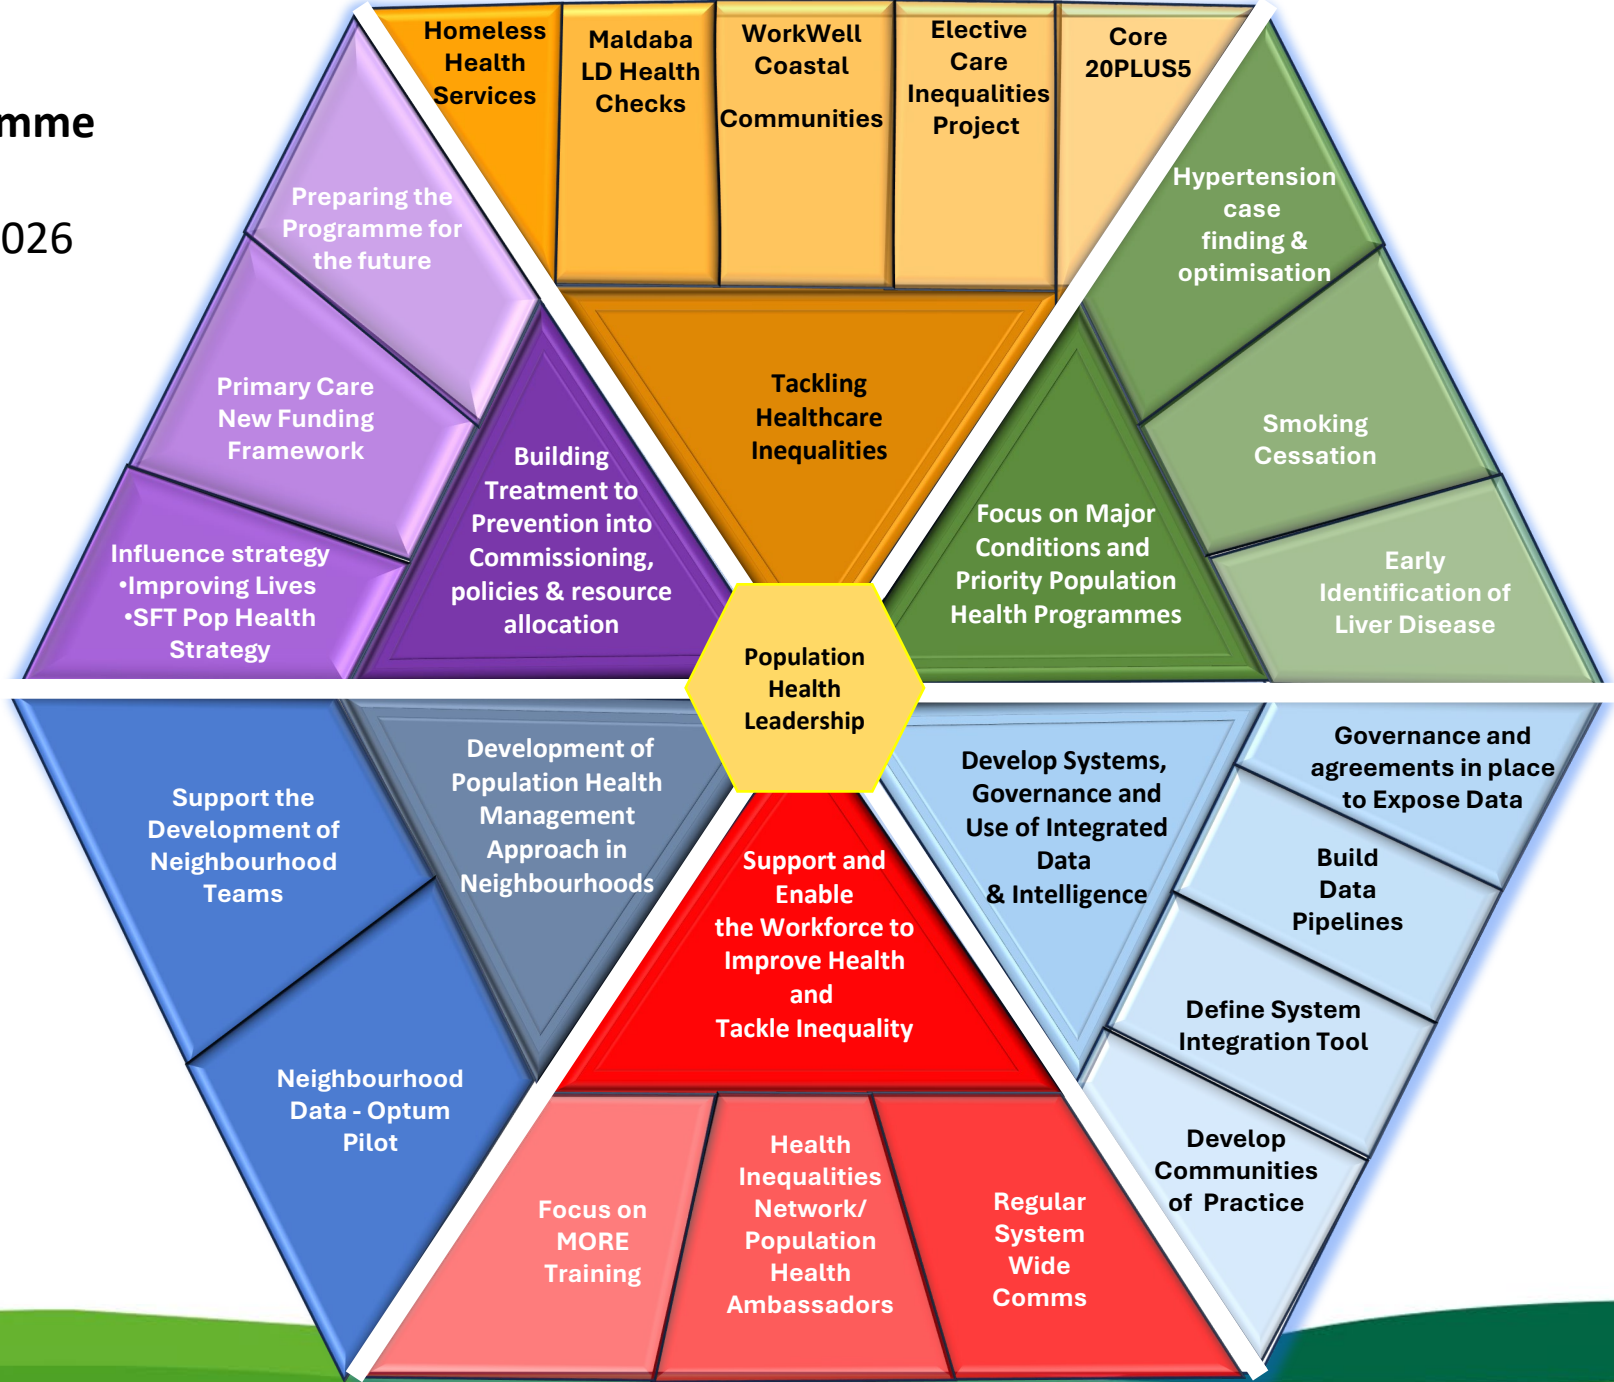 mme
026
Homeless
Health
Services
Maldaba
LD Health
Checks
WorkWell
Coastal
Communities
Elective
Care
Inequalities
Project
Core
20PLUS5
Preparing the
Programme for
the future
Primary Care
New Funding
Framework
Influence strategy
•Improving Lives
•SFT Pop Health
Strategy
Building
Treatment to
Prevention into
Commissioning,
policies & resource
allocation
Tackling
Healthcare
Inequalities
Hypertension
case
finding &
optimisation
Smoking
Cessation
Early
Identification of
Liver Disease
Focus on Major
Conditions and
Priority Population
Health Programmes
Population
Health
Leadership
Support the
Development of
Neighbourhood
Teams
Neighbourhood
Data - Optum
Pilot
Development of
Population Health
Management
Approach in
Neighbourhoods
Support and
Enable
the Workforce to
Improve Health
and
Tackle Inequality
Focus on
MORE
Training
Health
Inequalities
Network/
Population
Health
Ambassadors
Regular
System
Wide
Comms
Develop Systems,
Governance and
Use of Integrated
Data
& Intelligence
Governance and
agreements in place
to Expose Data
Build
Data
Pipelines
Define System
Integration Tool
Develop
Communities
of Practice